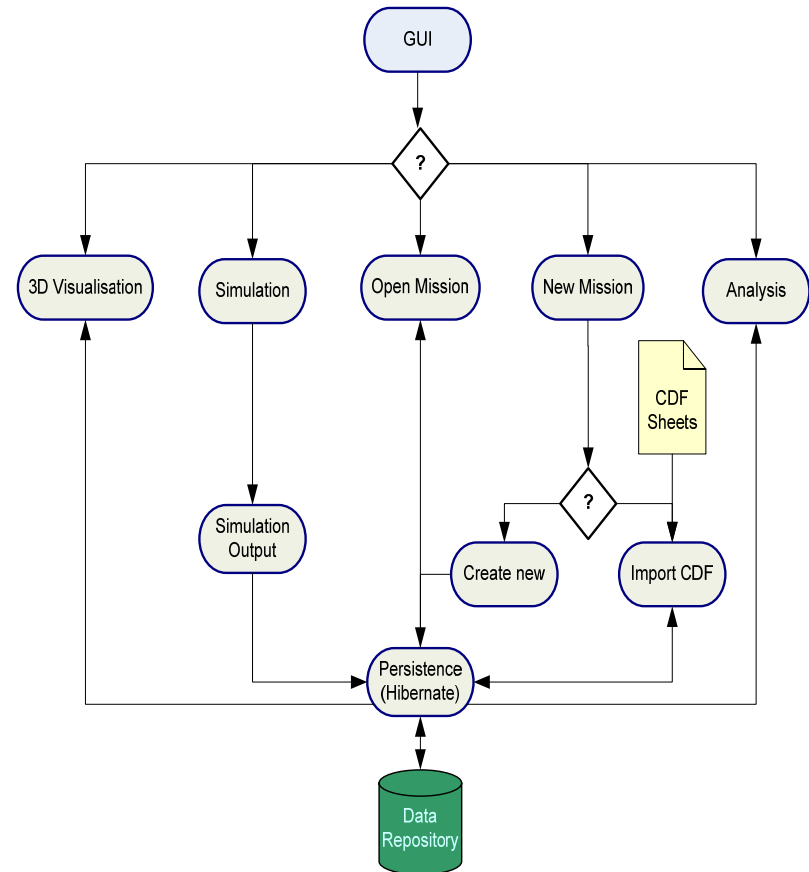 GUI
?
3D Visualisation
Simulation
Open Mission
New Mission
Analysis
CDF
Sheets
?
Simulation
Output
Create new
Import CDF
Persistence
(Hibernate)
Data
Repository